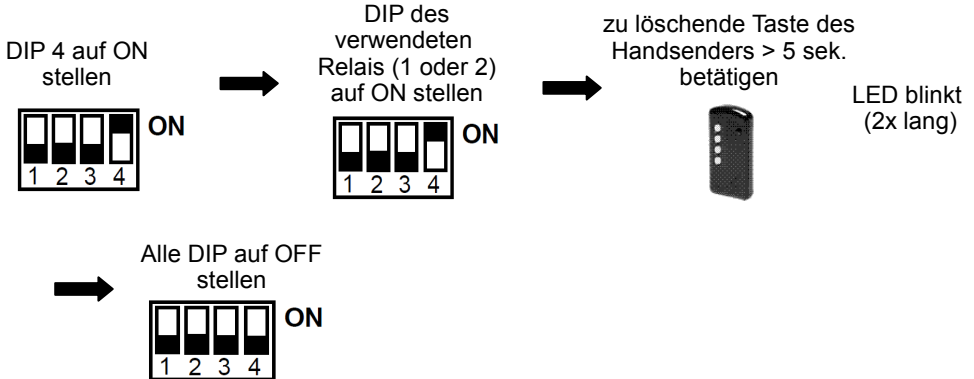 DIP 4 auf ON
stellen
ON
1 2 3 4
DIP des
verwendeten
Relais (1 oder 2)
auf ON stellen
ON
1 2 3 4
zu löschende Taste des
Handsenders > 5 sek.
betätigen
LED blinkt
(2x lang)
Alle DIP auf OFF
stellen
ON
1 2 3 4